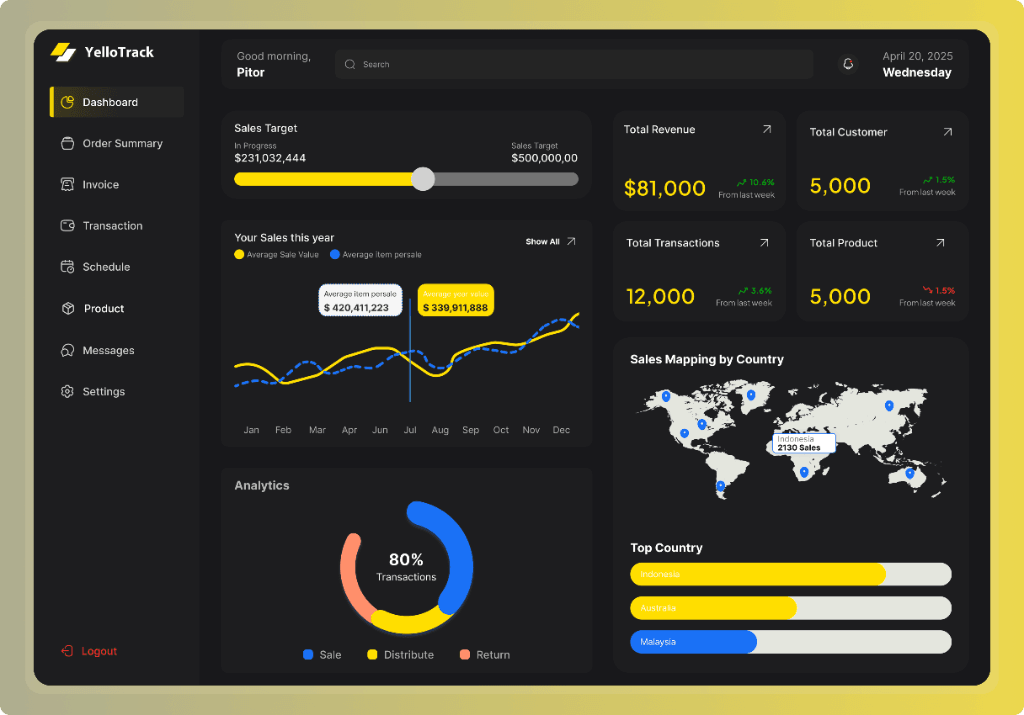 YelloTrack
Dashboard
Order Summary
Invoice
Transaction
Schedule
Product
Messages
Settings
Logout
Good morning,
Pitor
Search
April 20, 2025
Wednesday
Sales Target
In Progress
$231,032,444
Sales Target
$500,000,00
Your Sales this year
Show All
Average Sale Value
Average item persale
Average item persale
$ 420,411,223
Average year value
$ 339,911,888
Jan Feb Mar Apr Jun Jul Aug Sep Oct Nov Dec
Analytics
80%
Transactions
Sale Distribute Return
Total Revenue
$81,000
10.6%
From last week
Total Customer
5,000
1.5%
From last week
Total Transactions
12,000
3.6%
From last week
Total Product
5,000
1.5%
From last week
Sales Mapping by Country
Indonesia
2130 Sales
Top Country
Indonesia
Australia
Malaysia